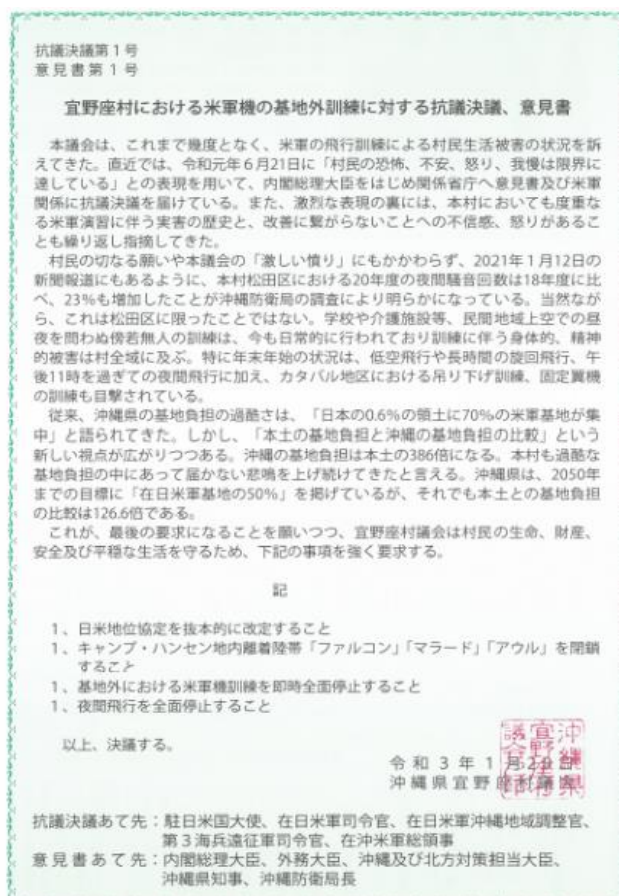 抗議決議第1号
意見書第1号
宜野座村における米軍機の基地外訓練に対する抗議決議、意見書
本議会は、これまで幾度となく、米軍の飛行訓練による村民生活被害の状況を訴
えてきた。直近では、令和元年6月21日に「村民の恐怖、不安、怒り、我慢は限界に
達している」との表現を用いて、内閣総理大臣をはじめ関係省庁へ意見書及び米軍
関係に抗議決議を届けている。また、激烈な表現の裏には、本村においても度重な
る米軍演習に伴う実害の歴史と、改善に繋がらないことへの不信感、怒りがあるこ
とも繰り返し指摘してきた。
村民の切なる願いや本議会の「激しい憤り」にもかかわらず、2021年1月12日の
新聞報道にもあるように、本村松田区における20年度の夜間騒音回数は18年度に比
べ、23%も増加したことが沖縄防衛局の調査により明らかになっている。当然なが
ら、これは松田区に限ったことではない。学校や介護施設等、民間地域上空での昼
夜を問わぬ傍若無人の訓練は、今も日常的に行われており訓練に伴う身体的、精神
的被害は村全域に及ぶ。特に年末年始の状況は、低空飛行や長時間の旋回飛行、午
後11時を過ぎての夜間飛行に加え、カタバル地区における吊り下げ訓練、固定翼機
の訓練も目撃されている。
従来、沖縄県の基地負担の過酷さは、「日本の0.6%の領土に70%の米軍基地が集
中」と語られてきた。しかし、「本土の基地負担と沖縄の基地負担の比較」という
新しい視点が広がりつつある。沖縄の基地負担は本土の386倍になる。本村も過酷な
基地負担の中にあって届かない悲鳴を上げ続けてきたと言える。沖縄県は、2050年
までの目標に「在日米軍基地の50%」を掲げているが、それでも本土との基地負担
の比較は126.6倍である。
これが、最後の要求になることを願いつつ、宜野座村議会は村民の生命、財産、
安全及び平穏な生活を守るため、下記の事項を強く要求する。
記
1、日米地位協定を抜本的に改定すること
1、キャンプ・ハンセン地内離着陸帯「ファルコン」「マラード」「アウル」を閉鎖
すること
1、基地外における米軍機訓練を即時全面停止すること
1、夜間飛行を全面停止すること
以上、決議する。
令和3年1月29日
沖縄県宜野座村議会
抗議決議あて先：駐日米国大使、在日米軍司令官、在日米軍沖縄地域調整官、
第3海兵遠征軍司令官、在沖米軍総領事
意見書あて先：内閣総理大臣、外務大臣、沖縄及び北方対策担当大臣、
沖縄県知事、沖縄防衛局長